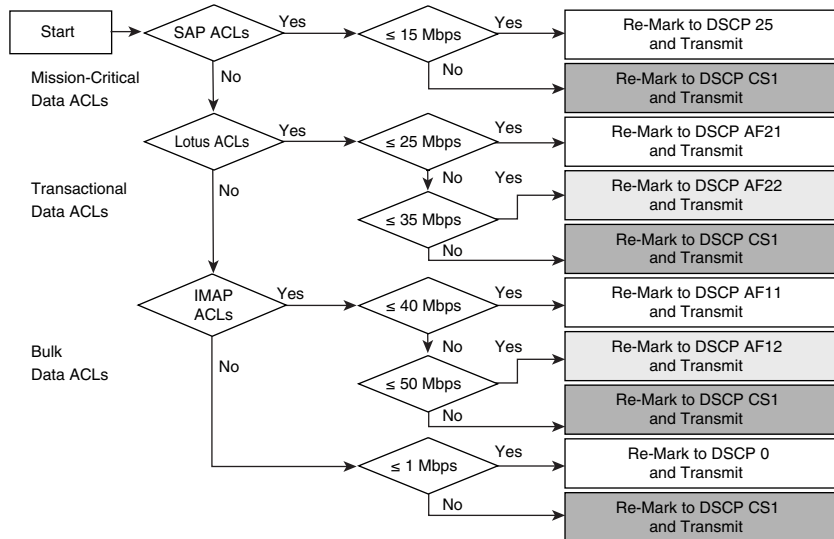 Start
SAP ACLs
Yes
≤ 15 Mbps
Yes
Re-Mark to DSCP 25
and Transmit
No
No
Re-Mark to DSCP CS1
and Transmit
Mission-Critical
Data ACLs
Lotus ACLs
Yes
≤ 25 Mbps
Yes
Re-Mark to DSCP AF21
and Transmit
No
No
Yes
Re-Mark to DSCP AF22
and Transmit
Transactional
Data ACLs
≤ 35 Mbps
No
Re-Mark to DSCP CS1
and Transmit
IMAP
ACLs
Yes
≤ 40 Mbps
Yes
Re-Mark to DSCP AF11
and Transmit
No
No
Yes
Re-Mark to DSCP AF12
and Transmit
Bulk
Data ACLs
≤ 50 Mbps
No
Re-Mark to DSCP CS1
and Transmit
≤ 1 Mbps
Yes
Re-Mark to DSCP 0
and Transmit
No
Re-Mark to DSCP CS1
and Transmit